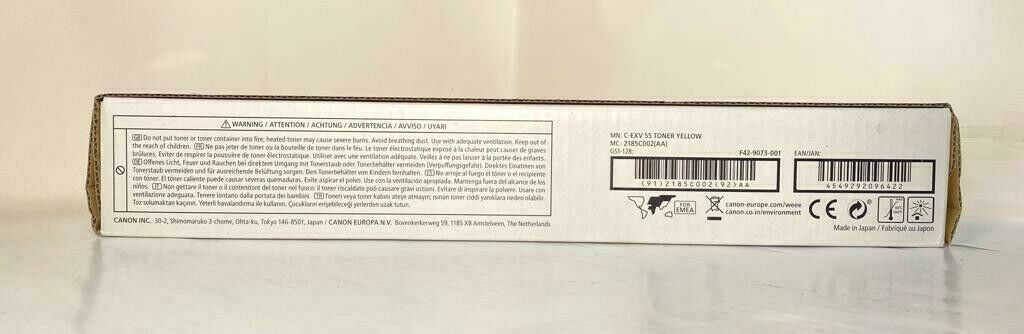 WARNING / ATTENTION / ACHTUNG / ADVERTENCIA / AVVISO / UYARI
GB Do not put toner or toner container into fire; heated toner may cause severe burns. Avoid breathing dust. Use with adequate ventilation. Keep out of
the reach of children. FR Ne pas jeter de toner ou la bouteille de toner dans le feu. Le toner électrostatique exposé à la chaleur peut causer de graves
brûlures. Eviter de respirer la poussière de toner électrostatique. Utiliser avec une ventilation adéquate. Veillez à ne pas laisser à la portée des enfants.
DE Offenes Licht, Feuer und Rauchen bei direktem Umgang mit Tonerstaub oder Tonerbehälter vermeiden (Verpuffungsgefahr). Direktes Einatmen von
Tonerstaub vermeiden und für ausreichende Belüftung sorgen. Den Tonerbehälter von Kindern fernhalten. ES No arroje al fuego el tóner o el recipiente
con tóner. El tóner caliente puede causar severas quemaduras. Evite aspirar el polvo. Use con la ventilación apropiada. Mantenga fuera del alcance de los
niños. IT Non gettare il toner o il contenitore del toner nel fuoco: il toner riscaldato può causare gravi ustioni. Evitare di inspirare la polvere. Usare con
ventilazione adeguata. Tenere lontano dalla portata dei bambini. TR Toneri veya toner kabını ateşe atmayın; ısınan toner ciddi yanıklara neden olabilir.
Toz solumaktan kaçının. Yeterli havalandırma ile kullanın. Çocukların erişebileceği yerlerden uzak tutun.
CANON INC. 30-2, Shimomaruko 3-chome, Ohta-ku, Tokyo 146-8501, Japan / CANON EUROPA N.V. Bovenkerkerweg 59, 1185 XB Amstelveen, The Netherlands
MN: C-EXV 55 TONER YELLOW
MC: 2185C002(AA)
GS1-128:
F42-9073-001
EAN/JAN:
(91)2185C002(92)AA
4549292096422
FOR
EMEA
canon-europe.com/weee
canon.co.in/environment
CE
Made in Japan / Fabriqué au Japon